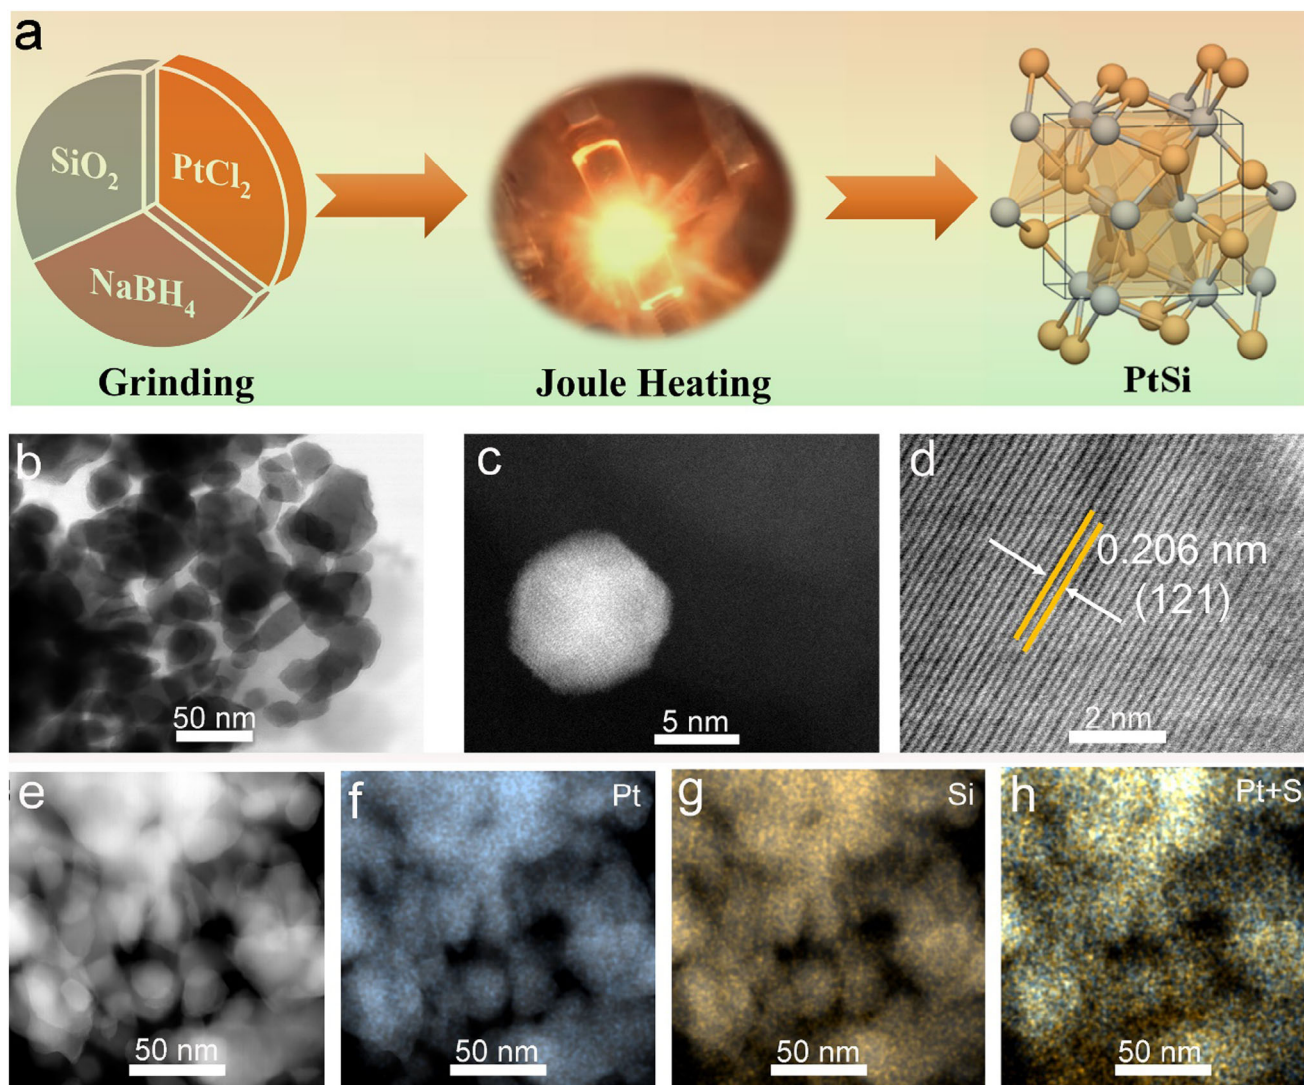 a
SiO2
PtCl2
NaBH4
Grinding
Joule Heating
PtSi
b
50 nm
c
5 nm
d
0.206 nm
(121)
2 nm
e
50 nm
f
Pt
50 nm
g
Si
50 nm
h
Pt+S
50 nm